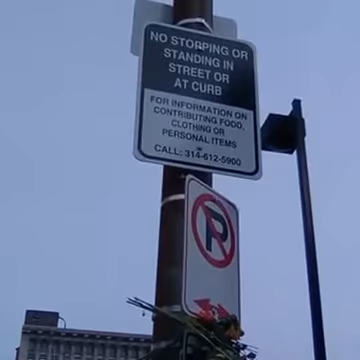 NO STOPPING OR
STANDING IN
STREET OR
AT CURB
FOR INFORMATION ON
CONTRIBUTING FOOD,
CLOTHING OR
PERSONAL ITEMS
CALL: 314-612-5900
P